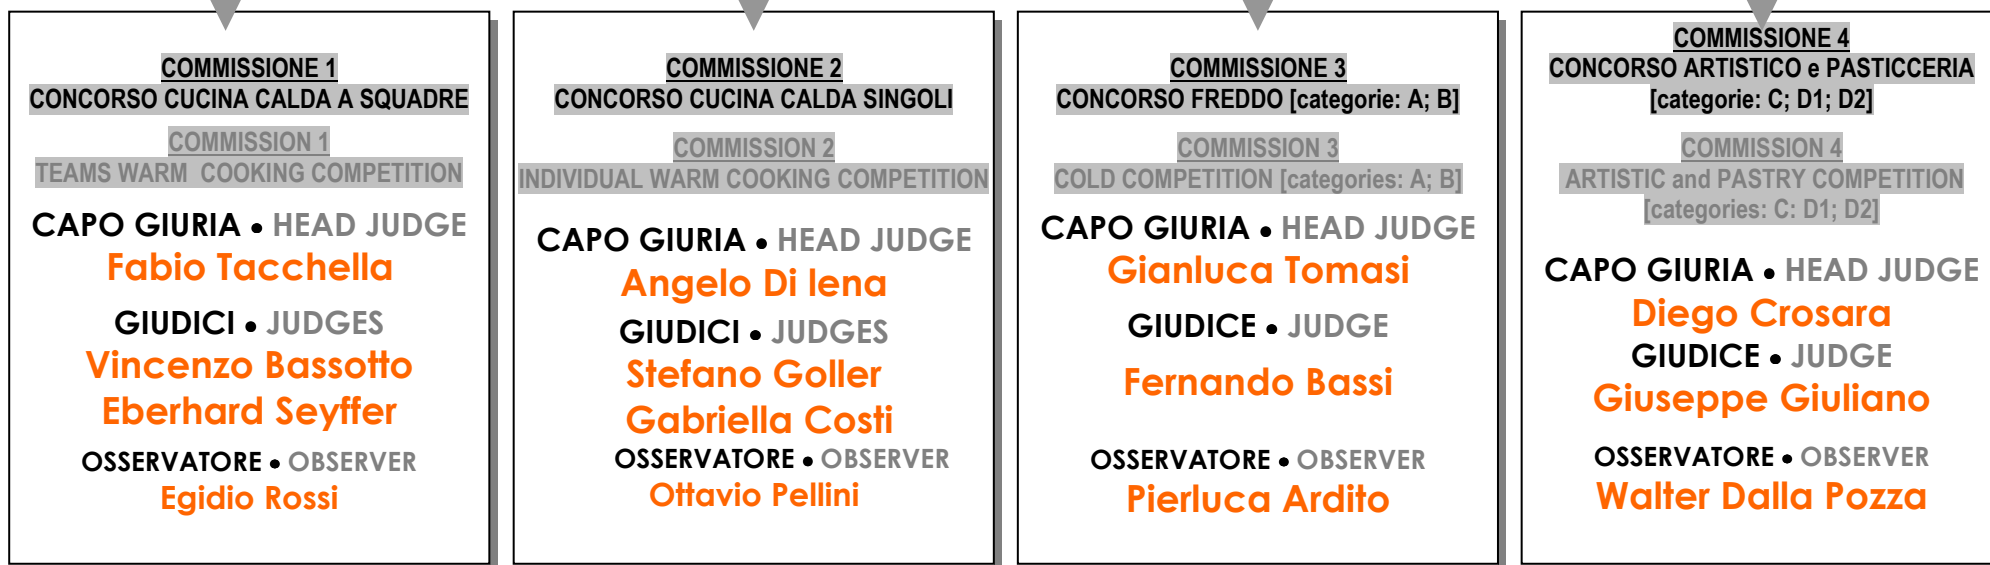 COMMISSIONE 1
CONCORSO CUCINA CALDA A SQUADRE
COMMISSION 1
TEAMS WARM COOKING COMPETITION
CAPO GIURIA • HEAD JUDGE
Fabio Tacchella
GIUDICI • JUDGES
Vincenzo Bassotto
Eberhard Seyffer
OSSERVATORE • OBSERVER
Egidio Rossi
COMMISSIONE 2
CONCORSO CUCINA CALDA SINGOLI
COMMISSION 2
INDIVIDUAL WARM COOKING COMPETITION
CAPO GIURIA • HEAD JUDGE
Angelo Di lena
GIUDICI • JUDGES
Stefano Goller
Gabriella Costi
OSSERVATORE • OBSERVER
Ottavio Pellini
COMMISSIONE 3
CONCORSO FREDDO [categorie: A; B]
COMMISSION 3
COLD COMPETITION [categories: A; B]
CAPO GIURIA • HEAD JUDGE
Gianluca Tomasi
GIUDICE • JUDGE
Fernando Bassi
OSSERVATORE • OBSERVER
Pierluca Ardito
COMMISSIONE 4
CONCORSO ARTISTICO e PASTICCERIA
[categorie: C; D1; D2]
COMMISSION 4
ARTISTIC and PASTRY COMPETITION
[categories: C: D1; D2]
CAPO GIURIA • HEAD JUDGE
Diego Crosara
GIUDICE • JUDGE
Giuseppe Giuliano
OSSERVATORE • OBSERVER
Walter Dalla Pozza